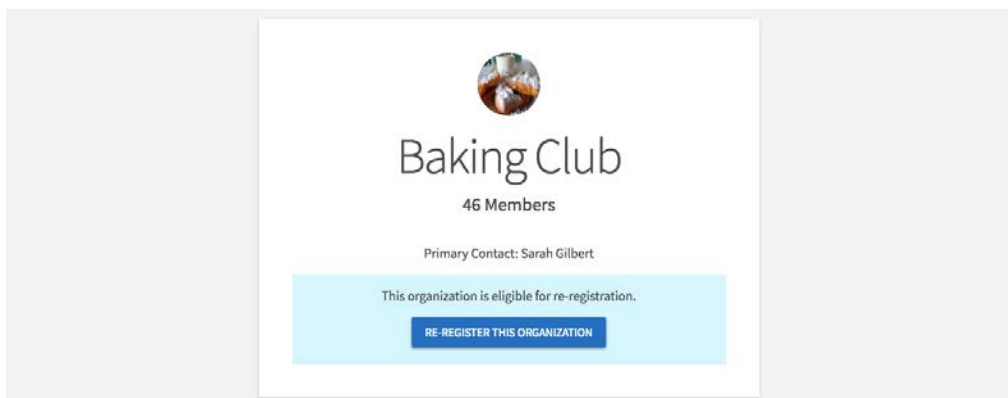 Baking Club
46 Members
Primary Contact: Sarah Gilbert
This organization is eligible for re-registration.
RE-REGISTER THIS ORGANIZATION